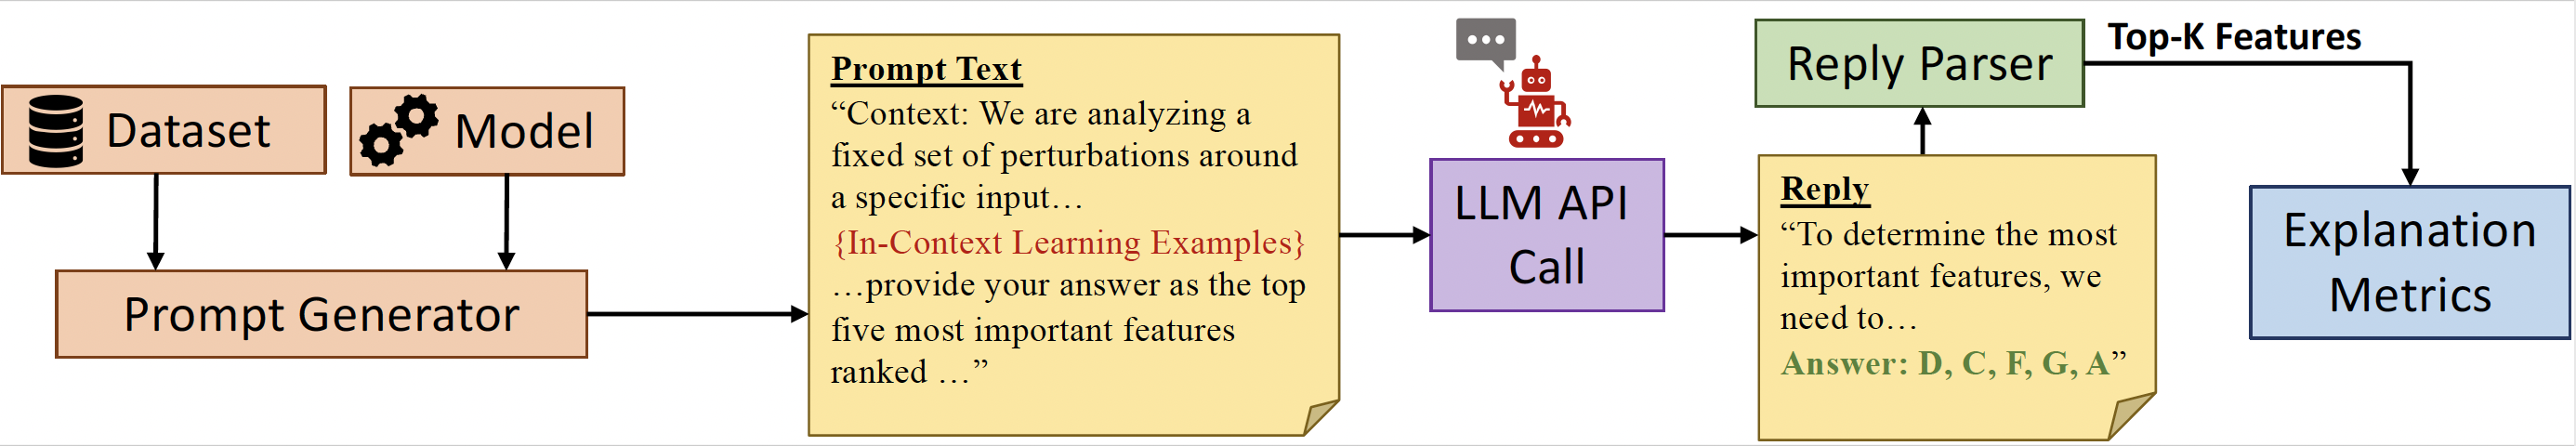 Dataset
Model
Prompt Generator
Prompt Text
“Context: We are analyzing a
fixed set of perturbations around
a specific input…
{In-Context Learning Examples}
…provide your answer as the top
five most important features
ranked …”
LLM API
Call
Reply
“To determine the most
important features, we
need to…
Answer: D, C, F, G, A”
Reply Parser
Top-K Features
Explanation
Metrics